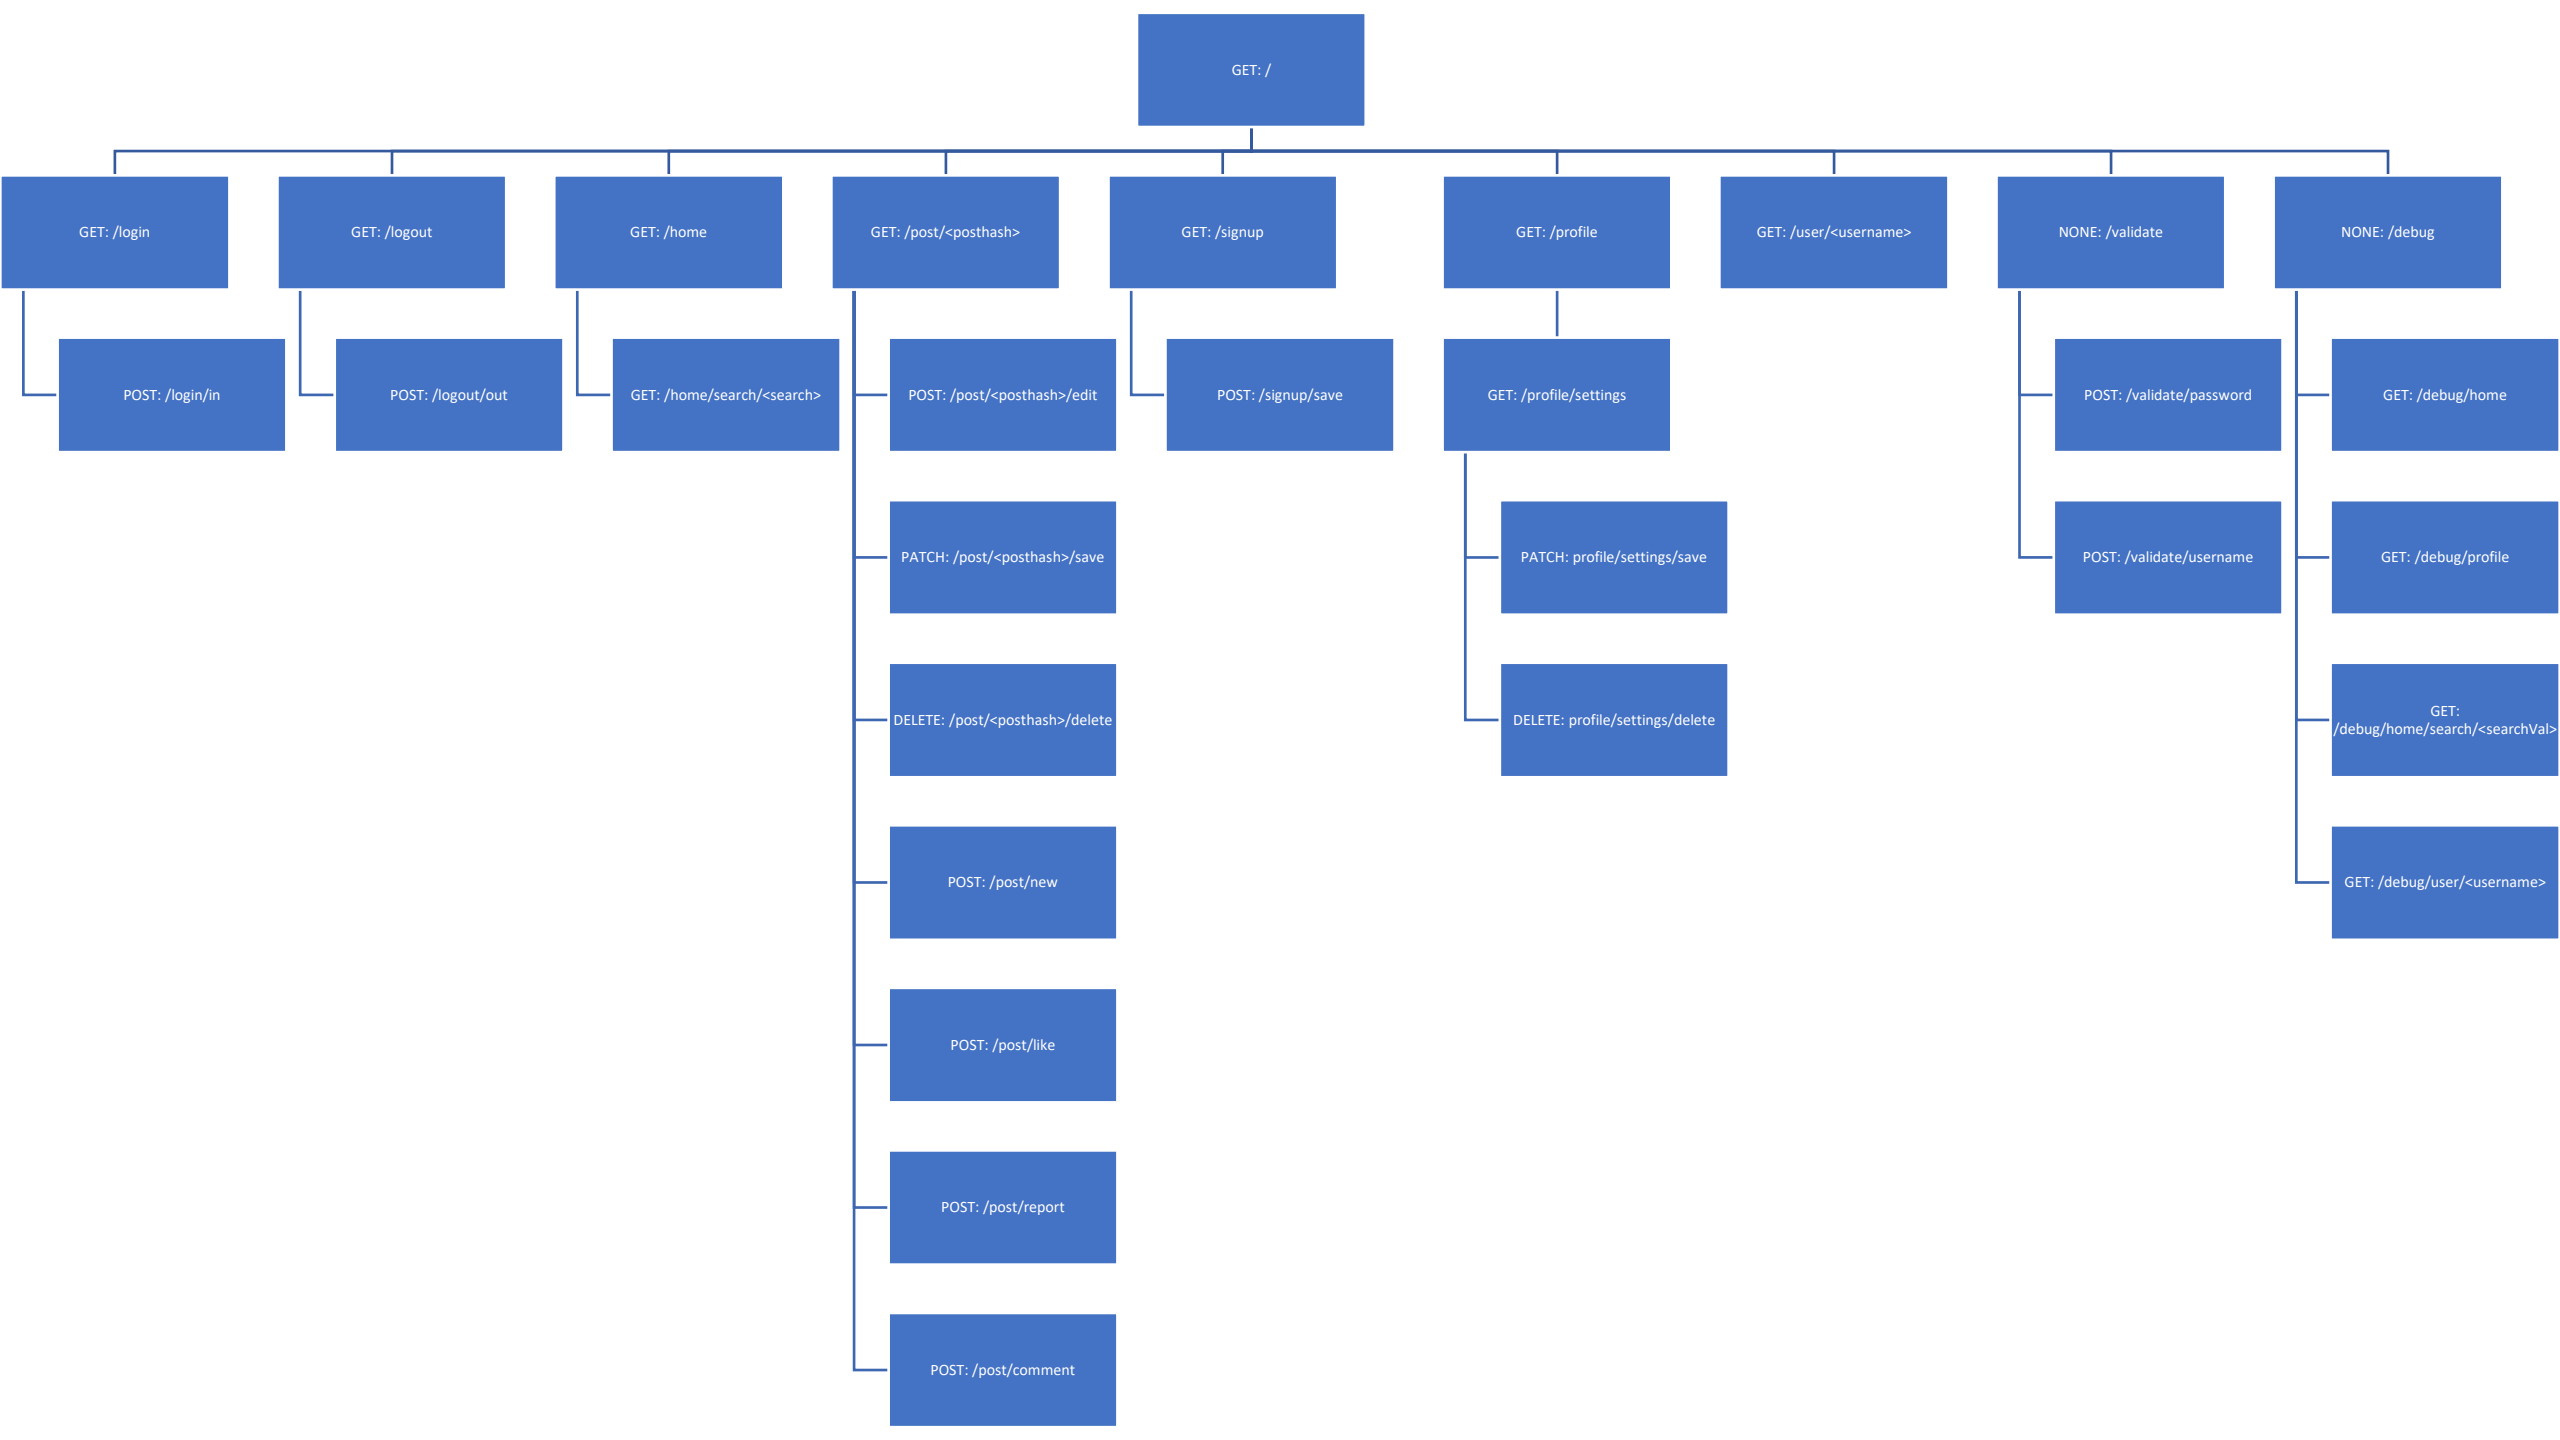 GET: /
GET: /login
GET: /logout
GET: /home
GET: /post/<posthash>
GET: /signup
GET: /profile
GET: /user/<username>
NONE: /validate
NONE: /debug
POST: /login/in
POST: /logout/out
GET: /home/search/<search>
POST: /post/<posthash>/edit
POST: /signup/save
GET: /profile/settings
POST: /validate/password
GET: /debug/home
PATCH: /post/<posthash>/save
PATCH: profile/settings/save
POST: /validate/username
GET: /debug/profile
DELETE: /post/<posthash>/delete
DELETE: profile/settings/delete
GET:
/debug/home/search/<searchVal>
POST: /post/new
GET: /debug/user/<username>
POST: /post/like
POST: /post/report
POST: /post/comment